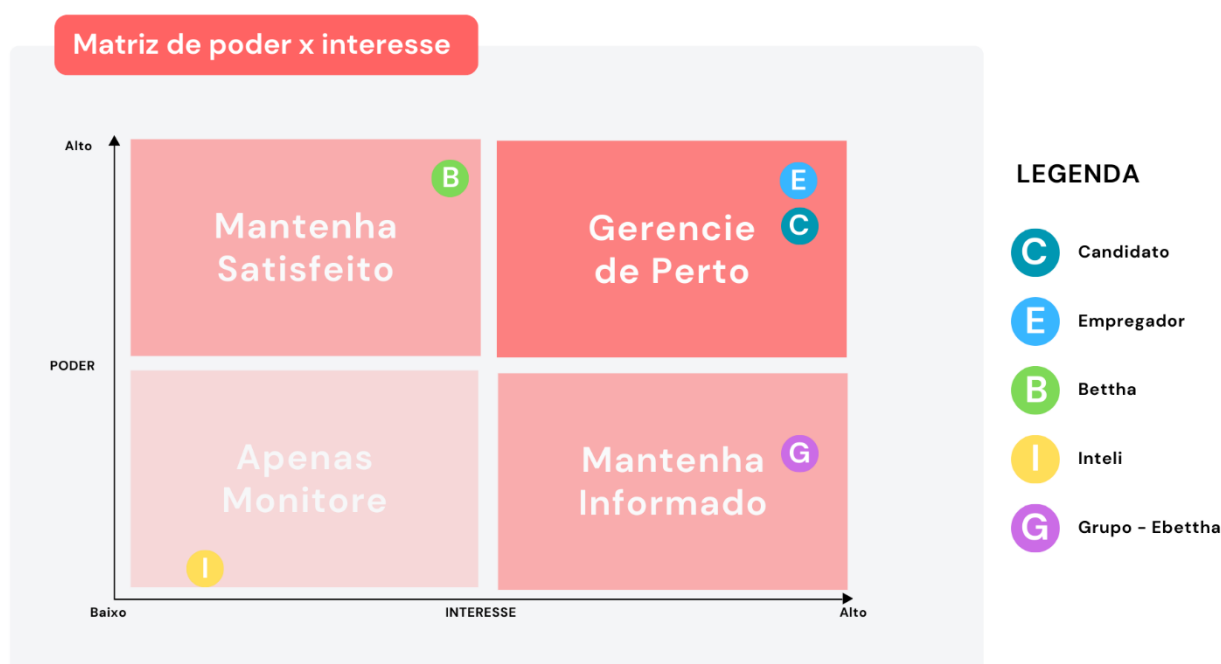 Matriz de poder x interesse
Alto
B
E
C
Mantenha
Satisfeito
Gerencie
de Perto
PODER
Apenas
Monitore
Mantenha
Informado
G
I
Baixo
INTERESSE
Alto
LEGENDA
C Candidato
E Empregador
B Bettha
I Inteli
G Grupo - Ebettha